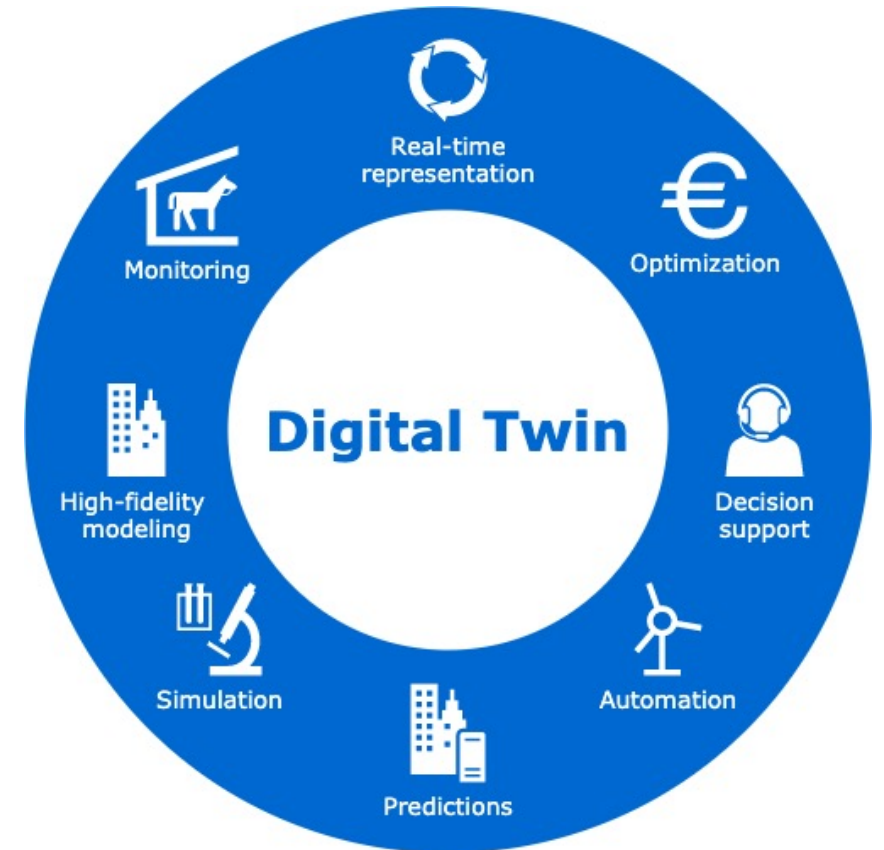 Real-time
representation
Optimization
Monitoring
Digital Twin
High-fidelity
modeling
Decision
support
Simulation
Automation
Predictions